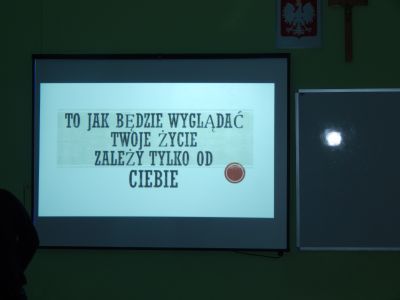 TO JAK BĘDZIE WYGLĄDAĆ
TWOJE ŻYCIE
ZALEŻY TYLKO OD
CIEBIE